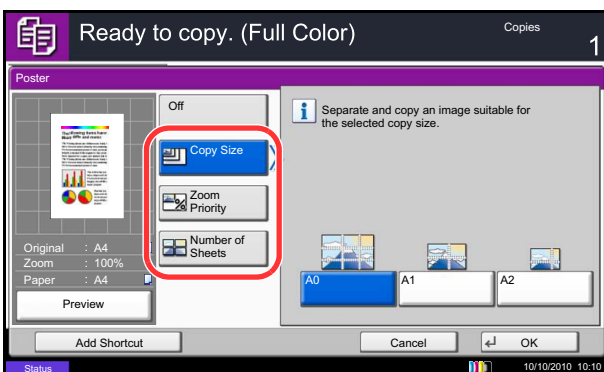 Ready to copy. (Full Color)
Copies
1
Poster
Off
Copy Size
Zoom
Priority
Number of
Sheets
Separate and copy an image suitable for
the selected copy size.
Original : A4
Zoom : 100%
Paper : A4
Preview
A0
A1
A2
Add Shortcut
Cancel
OK
Status
10/10/2010 10:10